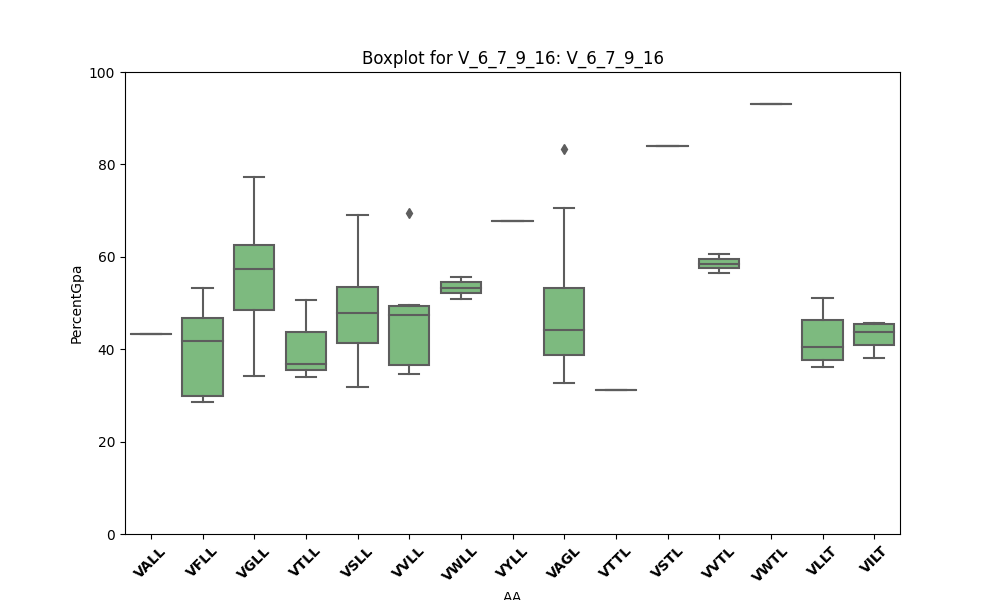 Boxplot for V_6_7_9_16: V_6_7_9_16
100
80
60
40
20
0
PercentGpa
VALL VFLL VGLL VTLL VSLL VVLL VWLL VYLL VAGL VTTL VSTL VVTL VWTL VLLT VILT
AA